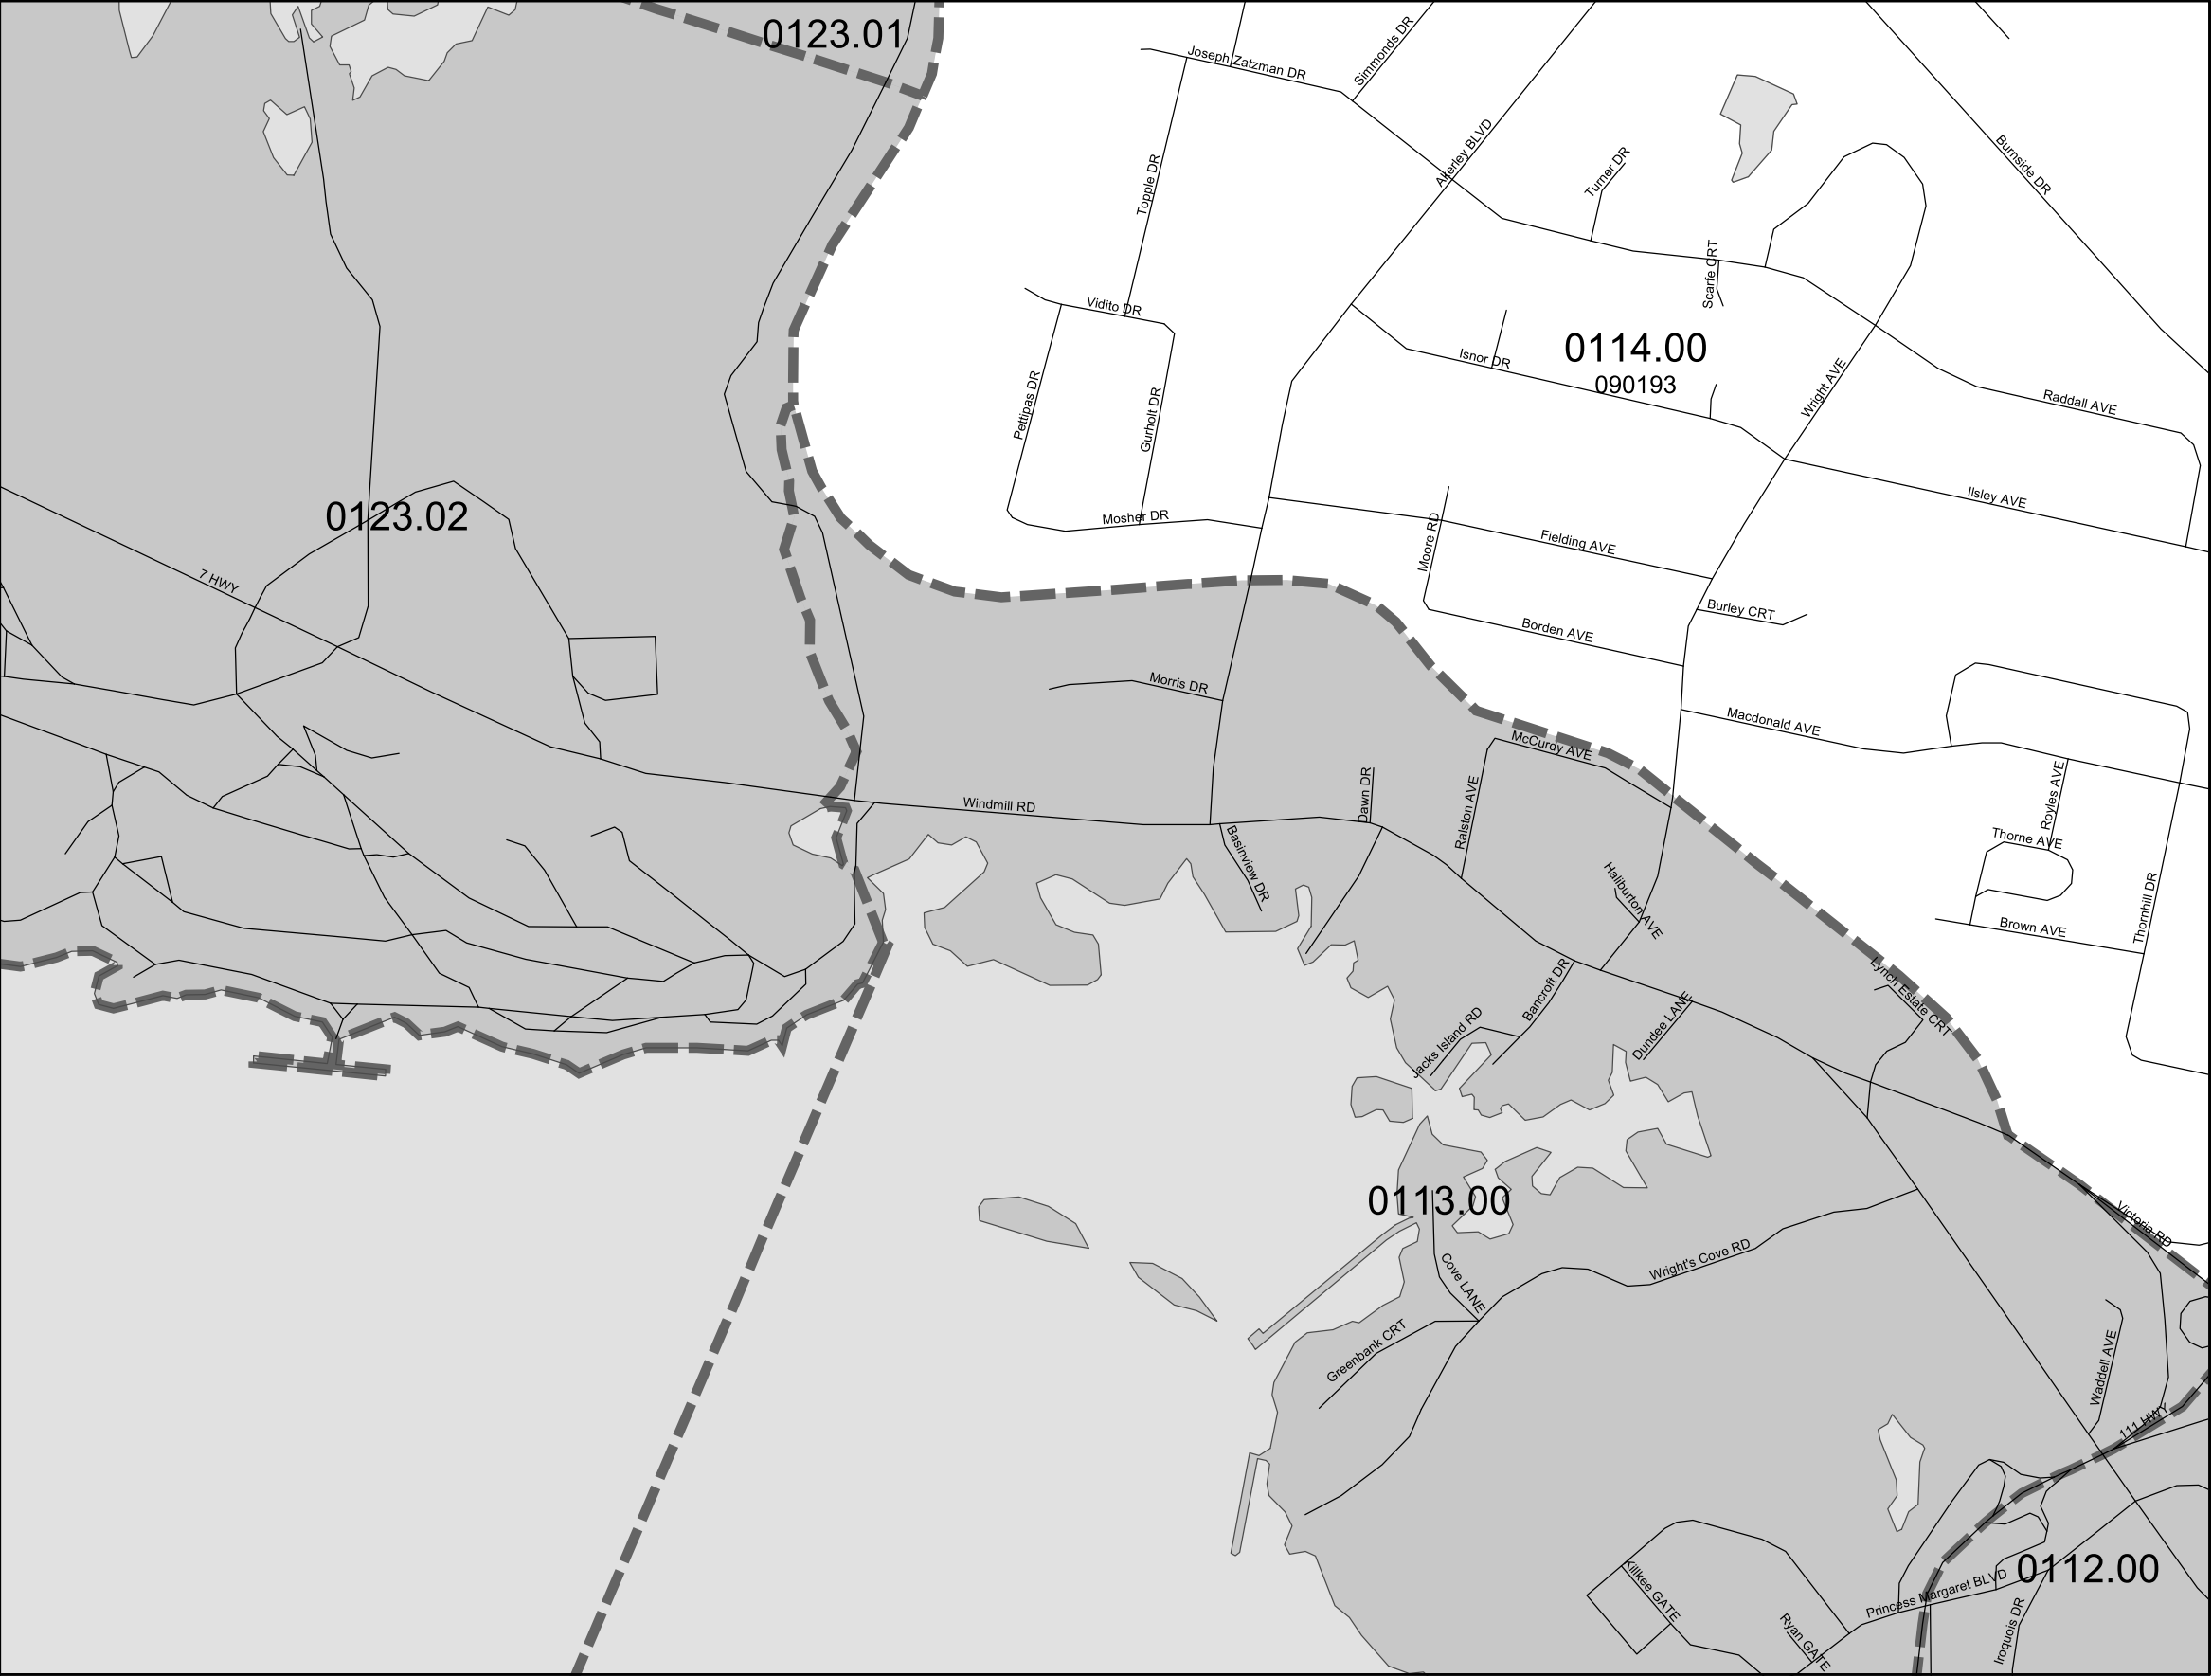 0123.01
Joseph Zatzman DR
Simmonds DR
Akerley BLVD
Burnside DR
Topple DR
Turner DR
Scarfe CRT
Vidito DR
0114.00
090193
Isnor DR
Wright AVE
Raddall AVE
Pettipas DR
Gurholt DR
Ilsley AVE
0123.02
Mosher DR
Moore RD
Fielding AVE
7 HWY
Burley CRT
Borden AVE
Morris DR
Macdonald AVE
McCurdy AVE
Windmill RD
Dawn DR
Ralston AVE
Royles AVE
Thorne AVE
Basinview DR
Haliburton AVE
Thornhill DR
Brown AVE
Bancroft DR
Lynch Estate CRT
Jacks Island RD
Dundee LANE
0113.00
Victoria RD
Wright's Cove RD
Cove LANE
Greenbank CRT
Waddell AVE
111 HWY
0112.00
Killkee GATE
Princess Margaret BLVD
Ryan GATE
Iroquois DR